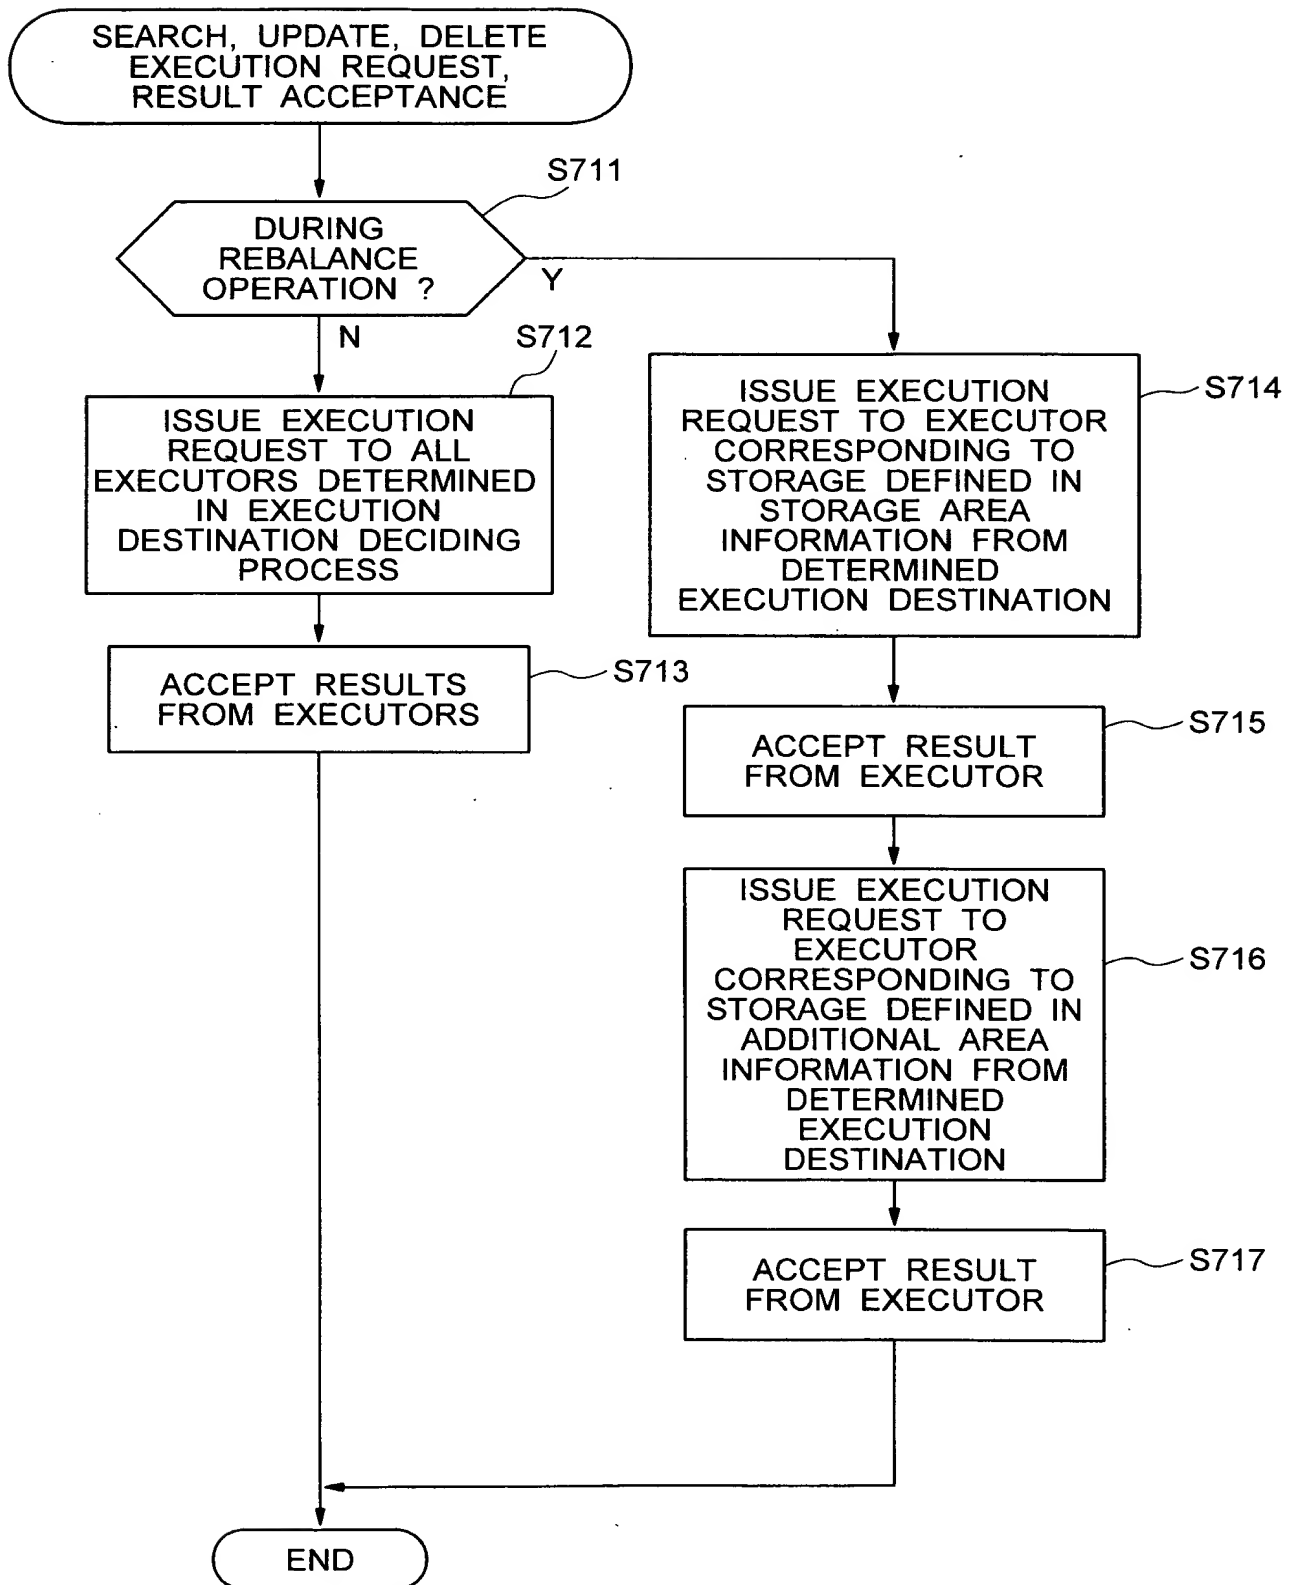 SEARCH, UPDATE, DELETE
EXECUTION REQUEST,
RESULT ACCEPTANCE
S711
DURING
REBALANCE
OPERATION ?
Y
N
S712
ISSUE EXECUTION
REQUEST TO ALL
EXECUTORS DETERMINED
IN EXECUTION
DESTINATION DECIDING
PROCESS
S713
ACCEPT RESULTS
FROM EXECUTORS
S714
ISSUE EXECUTION
REQUEST TO EXECUTOR
CORRESPONDING TO
STORAGE DEFINED IN
STORAGE AREA
INFORMATION FROM
DETERMINED
EXECUTION DESTINATION
S715
ACCEPT RESULT
FROM EXECUTOR
S716
ISSUE EXECUTION
REQUEST TO
EXECUTOR
CORRESPONDING TO
STORAGE DEFINED IN
ADDITIONAL AREA
INFORMATION FROM
DETERMINED
EXECUTION
DESTINATION
S717
ACCEPT RESULT
FROM EXECUTOR
END